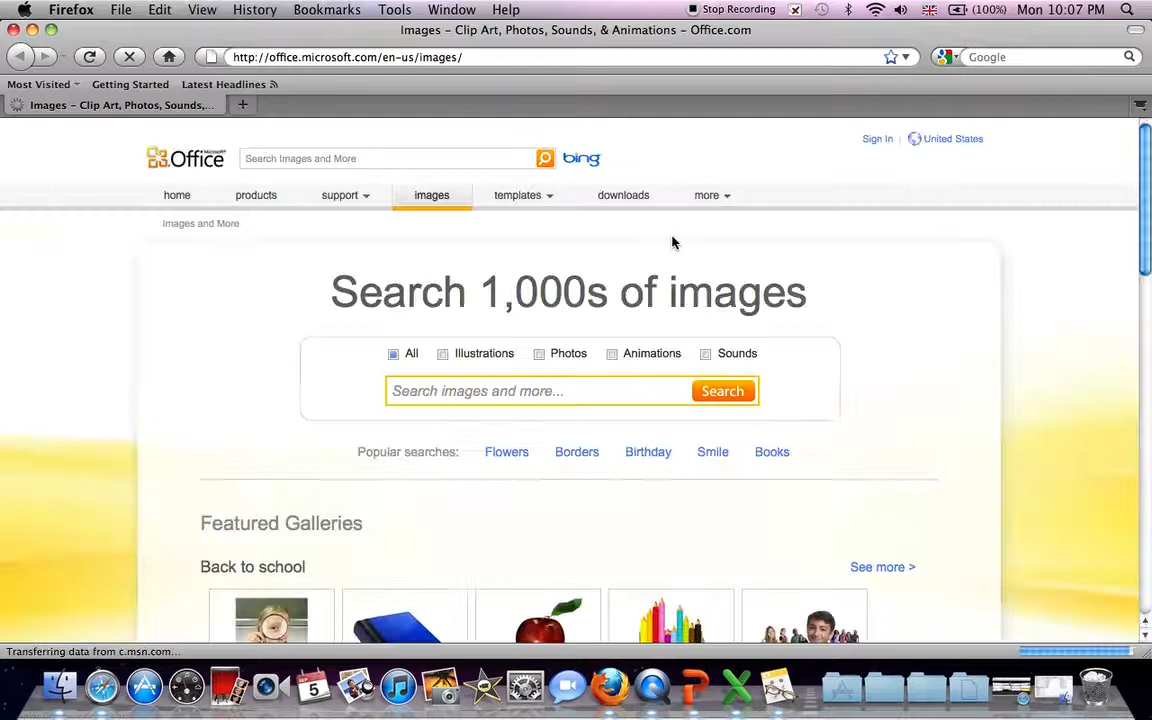 Firefox File Edit View History Bookmarks Tools Window Help Stop Recording (100%) Mon 10:07 PM
Images – Clip Art, Photos, Sounds, & Animations – Office.com
http://office.microsoft.com/en-us/images/ Google
Most Visited Getting Started Latest Headlines
Images – Clip Art, Photos, Sounds,...
Sign In United States
Microsoft Office Search Images and More bing
home products support images templates downloads more
Images and More
Search 1,000s of images
All Illustrations Photos Animations Sounds
Search images and more... Search
Popular searches: Flowers Borders Birthday Smile Books
Featured Galleries
Back to school See more >
Transferring data from c.msn.com...
5